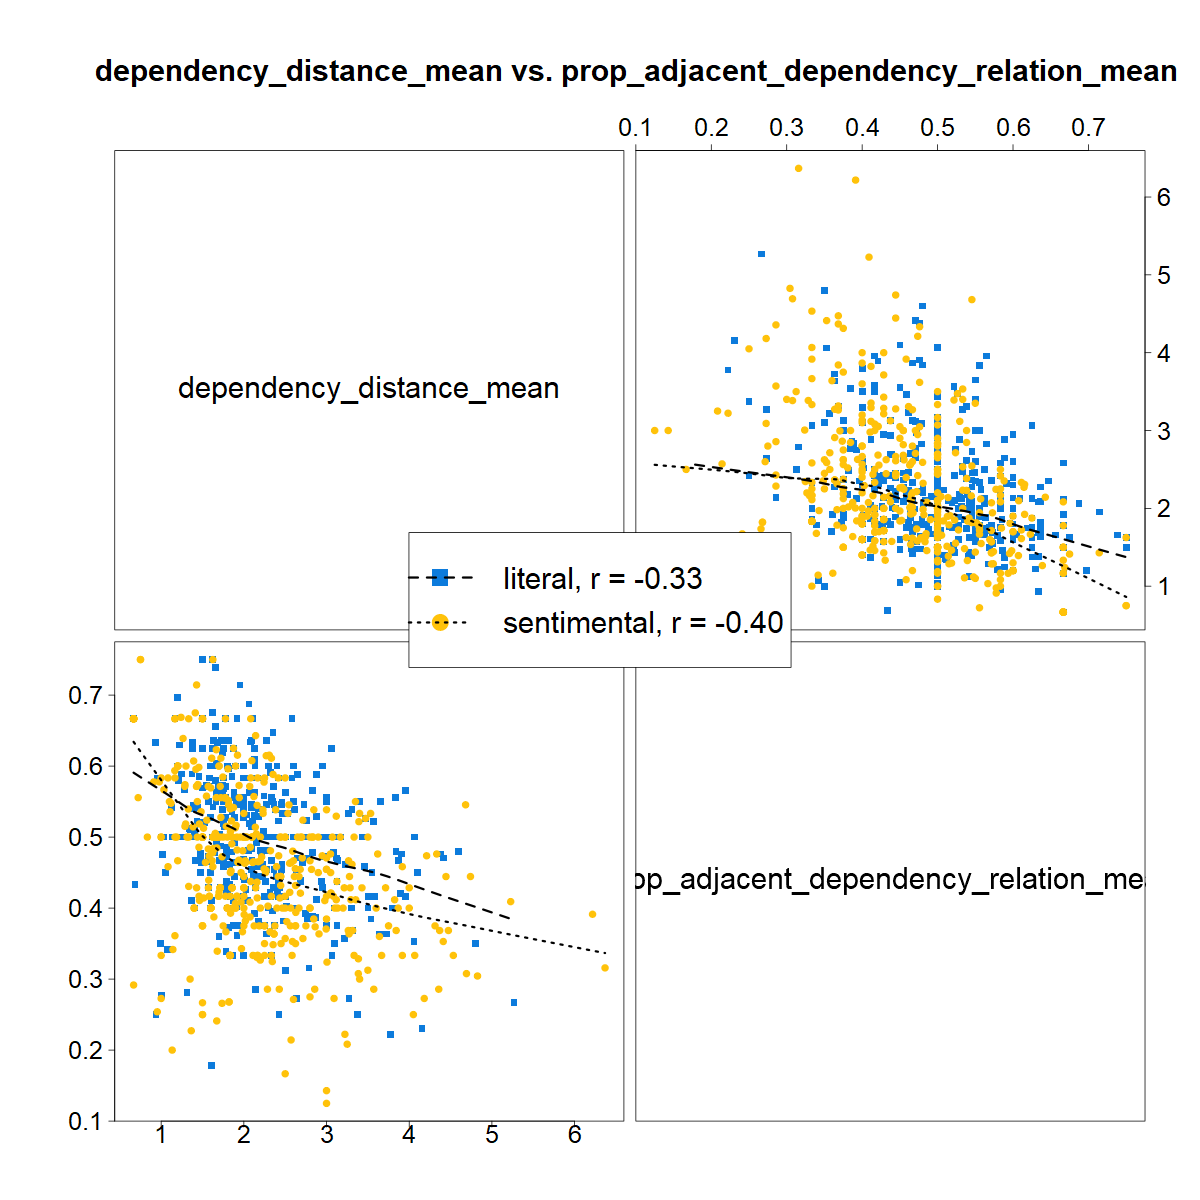 dependency_distance_mean vs. prop_adjacent_dependency_relation_mean
0.1 0.2 0.3 0.4 0.5 0.6 0.7
6
5
4
3
2
1
dependency_distance_mean
literal, r = -0.33
sentimental, r = -0.40
0.7
0.6
0.5
0.4
0.3
0.2
0.1
op_adjacent_dependency_relation_me
1 2 3 4 5 6